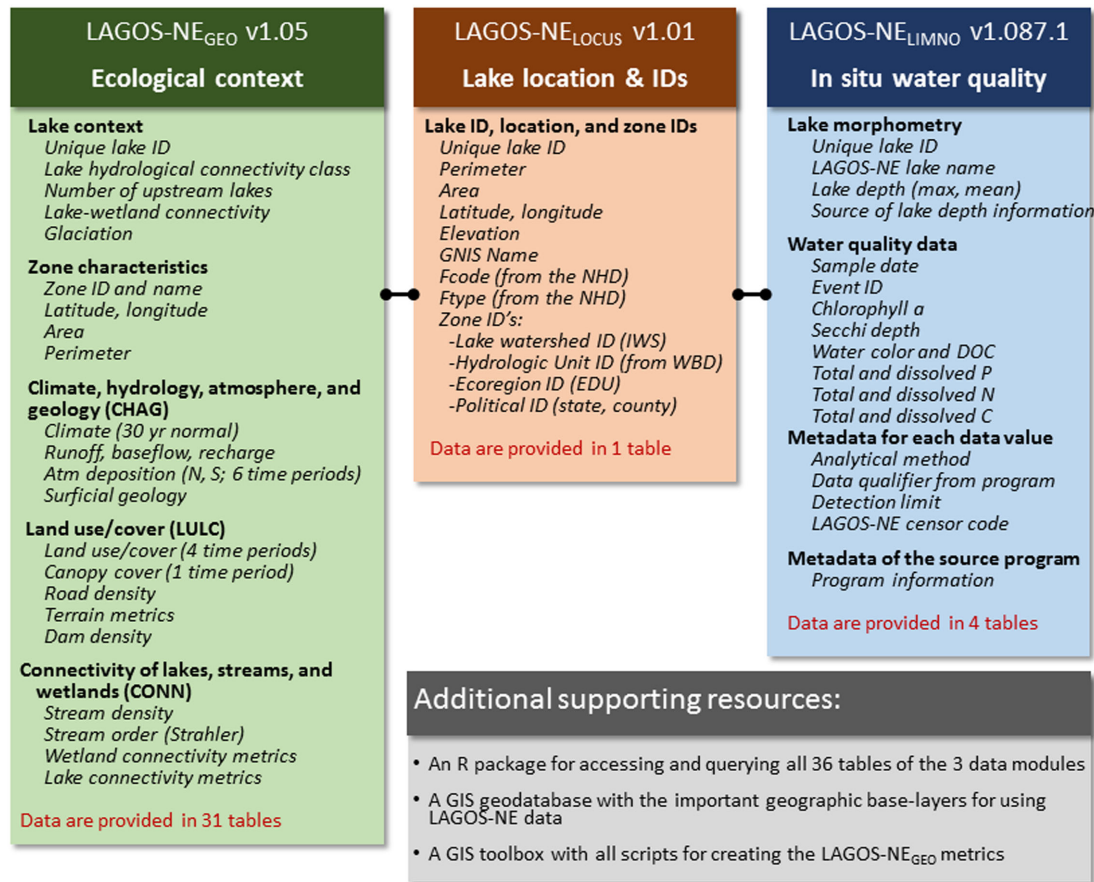 LAGOS-NEGEO v1.05
Ecological context
Lake context
Unique lake ID
Lake hydrological connectivity class
Number of upstream lakes
Lake-wetland connectivity
Glaciation
Zone characteristics
Zone ID and name
Latitude, longitude
Area
Perimeter
Climate, hydrology, atmosphere, and
geology (CHAG)
Climate (30 yr normal)
Runoff, baseflow, recharge
Atm deposition (N, S; 6 time periods)
Surficial geology
Land use/cover (LULC)
Land use/cover (4 time periods)
Canopy cover (1 time period)
Road density
Terrain metrics
Dam density
Connectivity of lakes, streams, and
wetlands (CONN)
Stream density
Stream order (Strahler)
Wetland connectivity metrics
Lake connectivity metrics
Data are provided in 31 tables
LAGOS-NELOCUS v1.01
Lake location & IDs
Lake ID, location, and zone IDs
Unique lake ID
Perimeter
Area
Latitude, longitude
Elevation
GNIS Name
Fcode (from the NHD)
Ftype (from the NHD)
Zone ID's:
-Lake watershed ID (IWS)
-Hydrologic Unit ID (from WBD)
-Ecoregion ID (EDU)
-Political ID (state, county)
Data are provided in 1 table
LAGOS-NELIMNO v1.087.1
In situ water quality
Lake morphometry
Unique lake ID
LAGOS-NE lake name
Lake depth (max, mean)
Source of lake depth information
Water quality data
Sample date
Event ID
Chlorophyll a
Secchi depth
Water color and DOC
Total and dissolved P
Total and dissolved N
Total and dissolved C
Metadata for each data value
Analytical method
Data qualifier from program
Detection limit
LAGOS-NE censor code
Metadata of the source program
Program information
Data are provided in 4 tables
Additional supporting resources:
• An R package for accessing and querying all 36 tables of the 3 data modules
• A GIS geodatabase with the important geographic base-layers for using
LAGOS-NE data
• A GIS toolbox with all scripts for creating the LAGOS-NEGEO metrics